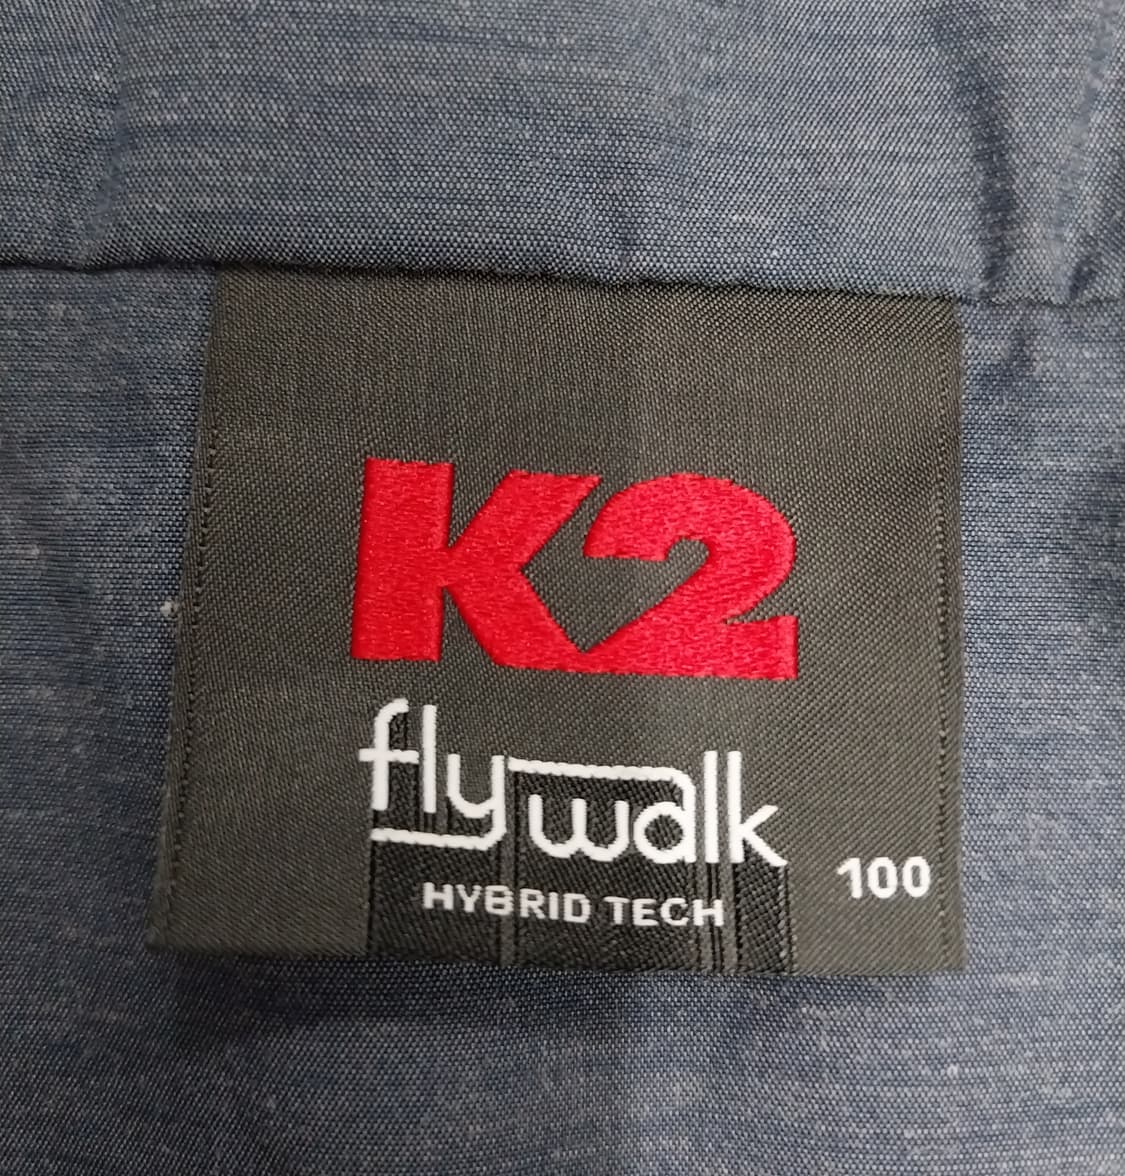 K2
flywalk
HYBRID TECH
100